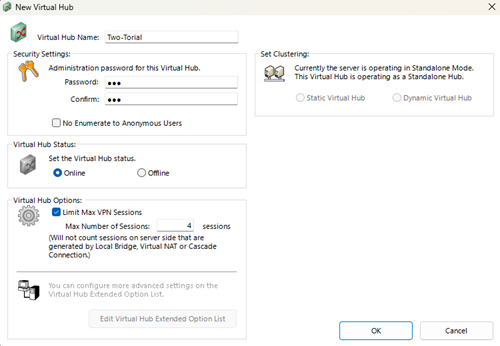 New Virtual Hub
Virtual Hub Name: Two-Torial
Security Settings:
Administration password for this Virtual Hub.
Password: ●●●
Confirm: ●●●
No Enumerate to Anonymous Users
Virtual Hub Status:
Set the Virtual Hub status.
Online Offline
Virtual Hub Options:
Limit Max VPN Sessions
Max Number of Sessions: 4 sessions
(Will not count sessions on server side that are
generated by Local Bridge, Virtual NAT or Cascade
Connection.)
You can configure more advanced settings on the
Virtual Hub Extended Option List.
Edit Virtual Hub Extended Option List
Set Clustering:
Currently the server is operating in Standalone Mode.
This Virtual Hub is operating as a Standalone Hub.
Static Virtual Hub Dynamic Virtual Hub
OK Cancel